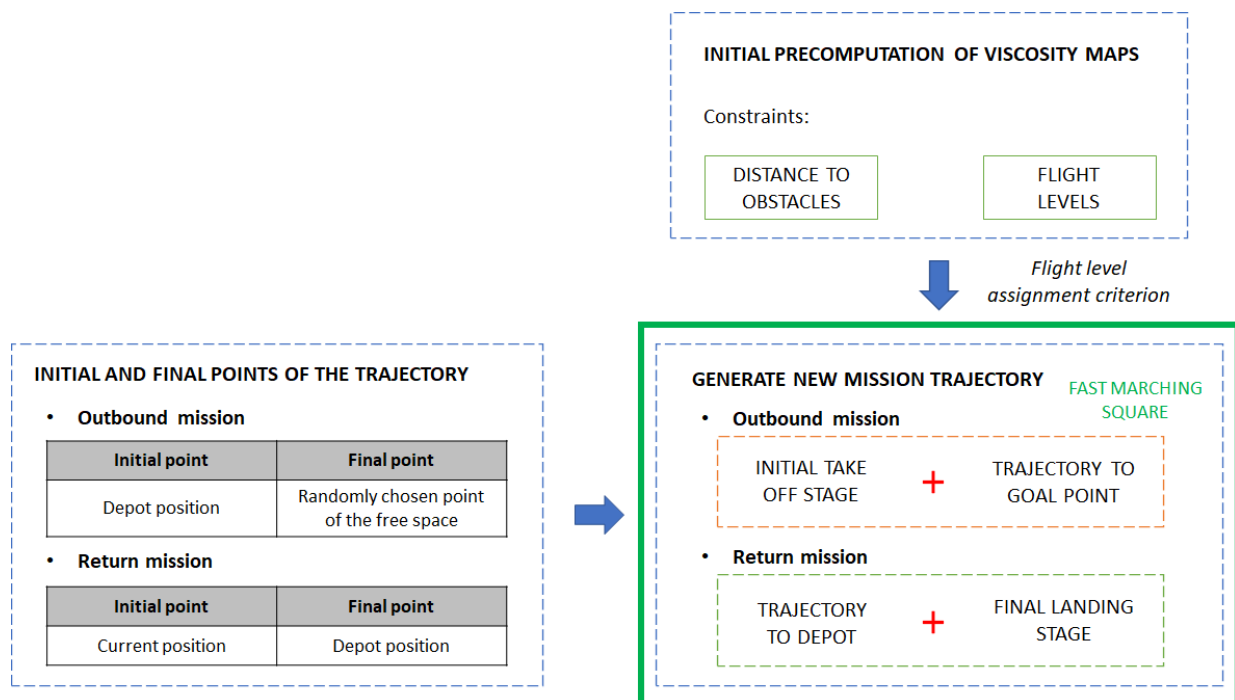 INITIAL PRECOMPUTATION OF VISCOSITY MAPS
Constraints:
DISTANCE TO
OBSTACLES
FLIGHT
LEVELS
Flight level
assignment criterion
INITIAL AND FINAL POINTS OF THE TRAJECTORY
• Outbound mission
Initial point Final point
Depot position Randomly chosen point
of the free space
• Return mission
Initial point Final point
Current position Depot position
GENERATE NEW MISSION TRAJECTORY
FAST MARCHING
SQUARE
• Outbound mission
INITIAL TAKE
OFF STAGE
+
TRAJECTORY TO
GOAL POINT
• Return mission
TRAJECTORY
TO DEPOT
+
FINAL LANDING
STAGE